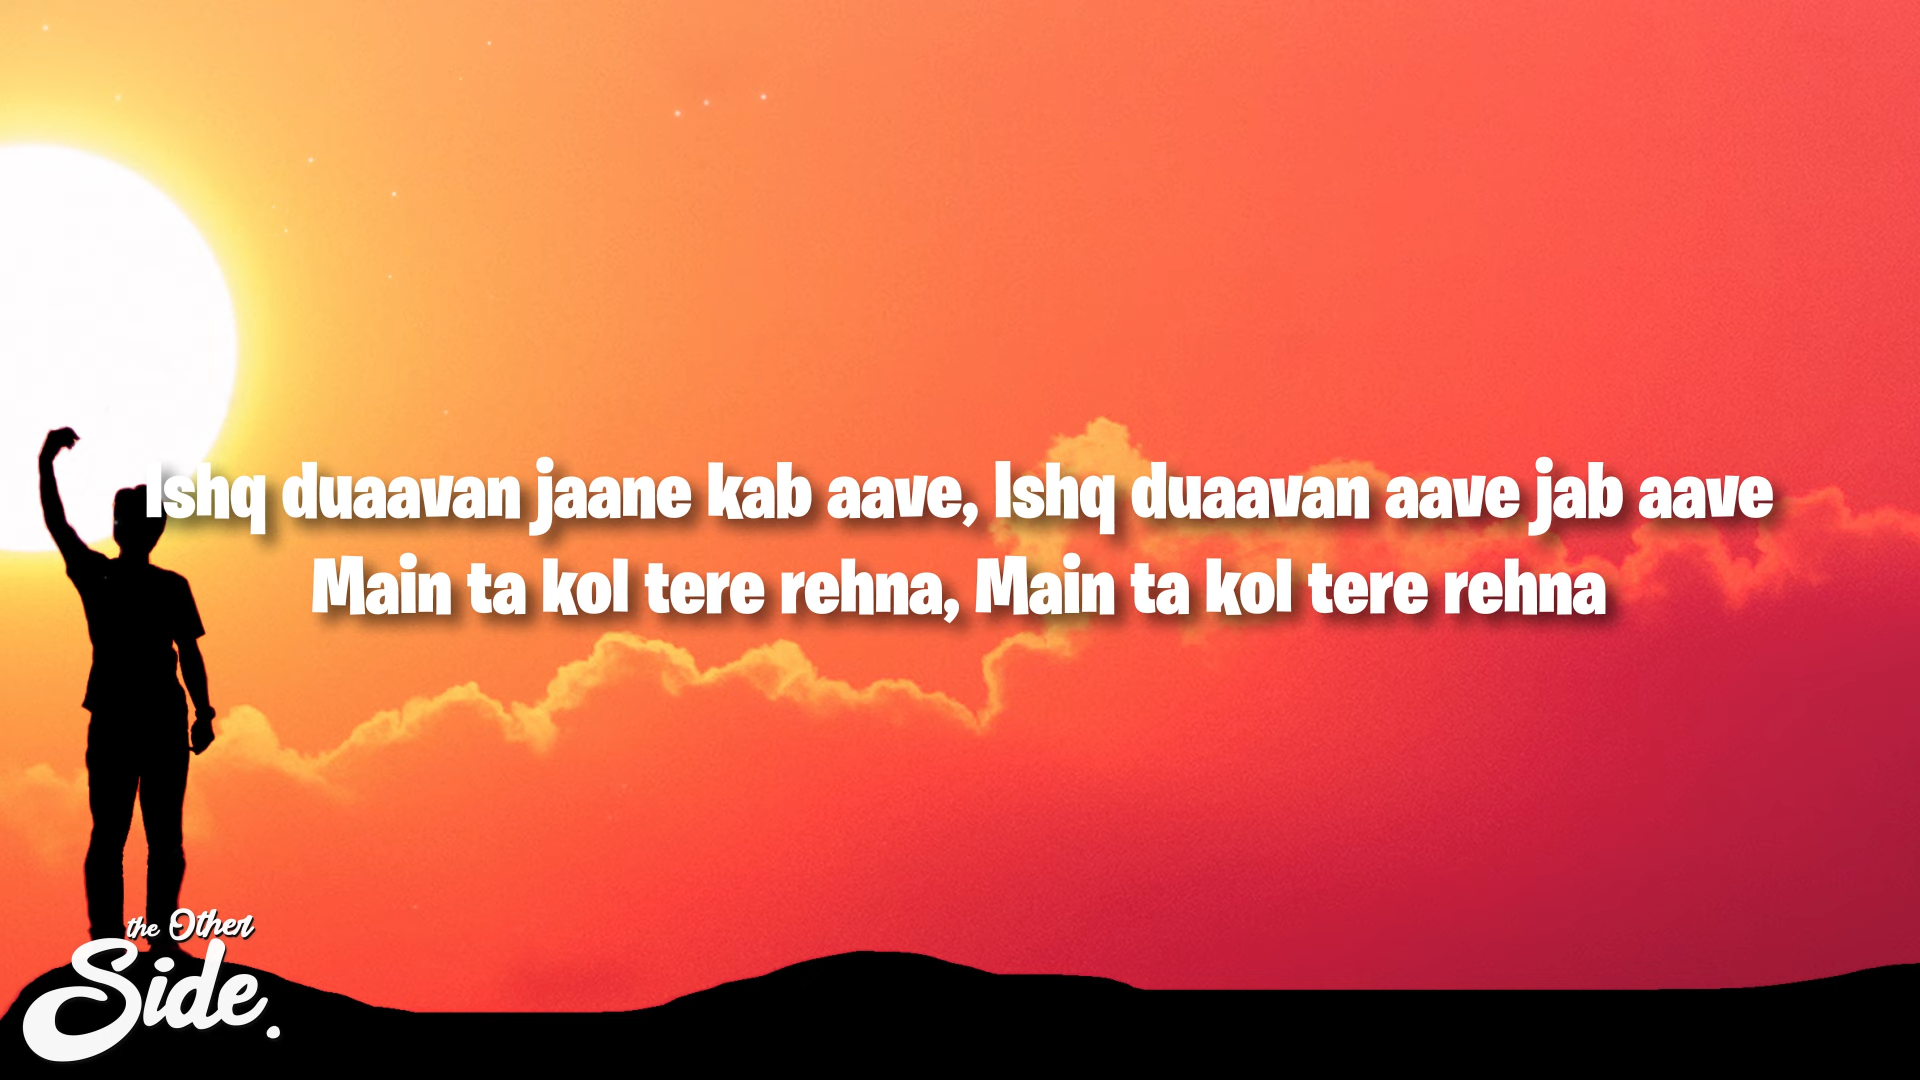 Ishq duaavan jaane kab aave, Ishq duaavan aave jab aave
Main ta kol tere rehna, Main ta kol tere rehna
the Other
Side.